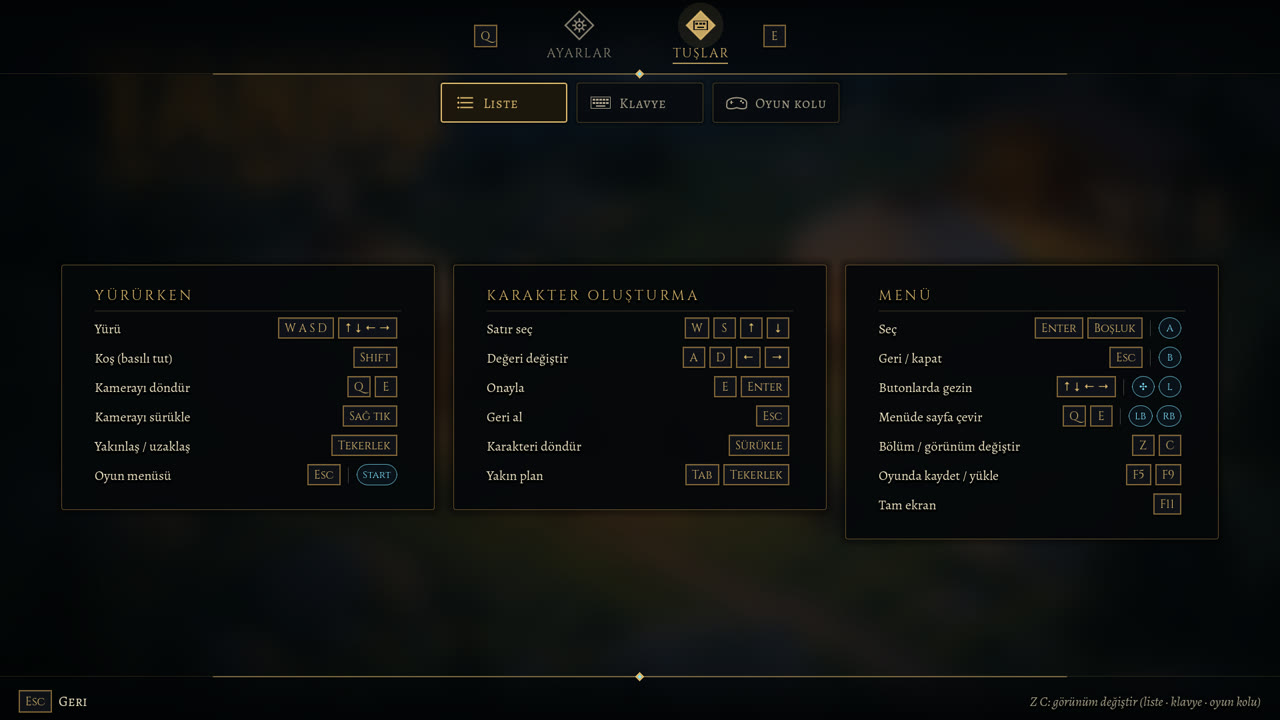 Q AYARLAR TUŞLAR E
LISTE KLAVYE OYUN KOLU
YÜRÜRKEN
Yürü W A S D ↑ ↓ ← →
Koş (basılı tut) SHIFT
Kamerayı döndür Q E
Kamerayı sürükle SAĞ TIK
Yakınlaş / uzaklaş TEKERLEK
Oyun menüsü ESC START
KARAKTER OLUŞTURMA
Satır seç W S ↑ ↓
Değeri değiştir A D ← →
Onayla E ENTER
Geri al ESC
Karakteri döndür SÜRÜKLE
Yakın plan TAB TEKERLEK
MENÜ
Seç ENTER BOŞLUK A
Geri / kapat ESC B
Butonlarda gezin ↑ ↓ ← → L
Menüde sayfa çevir Q E LB RB
Bölüm / görünüm değiştir Z C
Oyunda kaydet / yükle F5 F9
Tam ekran F11
ESC GERI
Z C: görünüm değiştir (liste · klavye · oyun kolu)